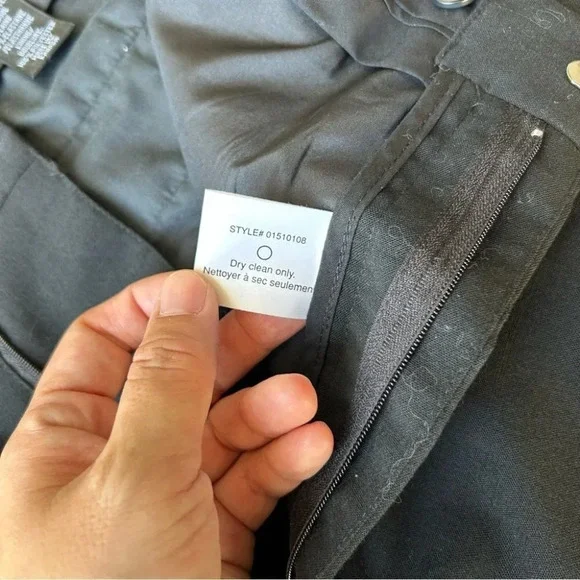 STYLE# 01510108
Dry clean only.
Nettoyer à sec seulemen